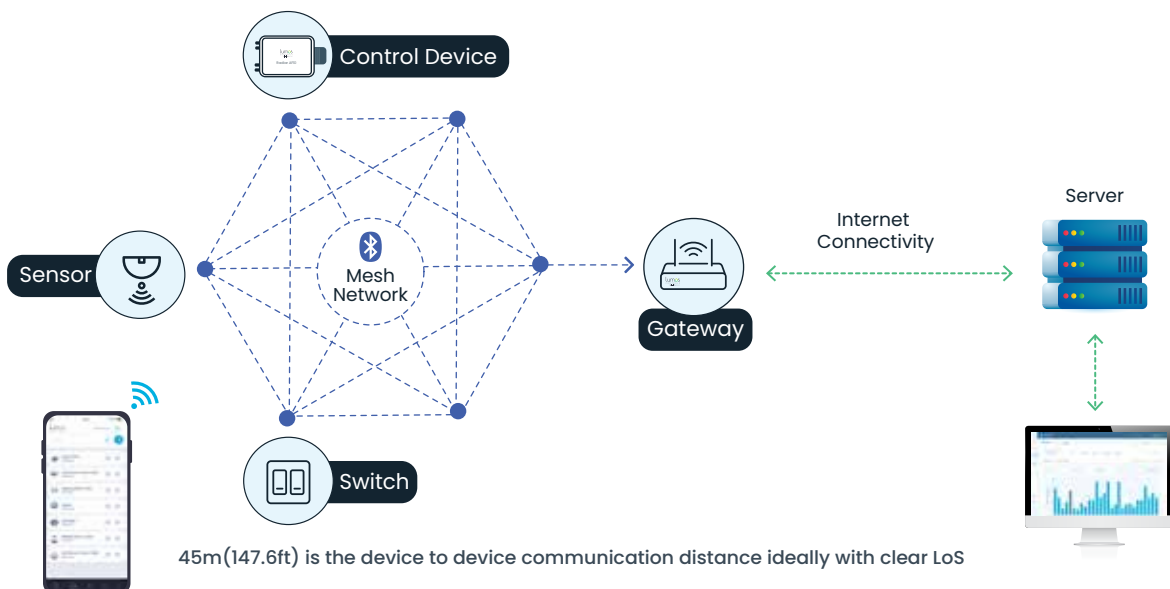 Control Device
Server
Internet
Connectivity
Mesh
Network
Sensor
Gateway
Switch
45m(147.6ft) is the device to device communication distance ideally with clear LoS